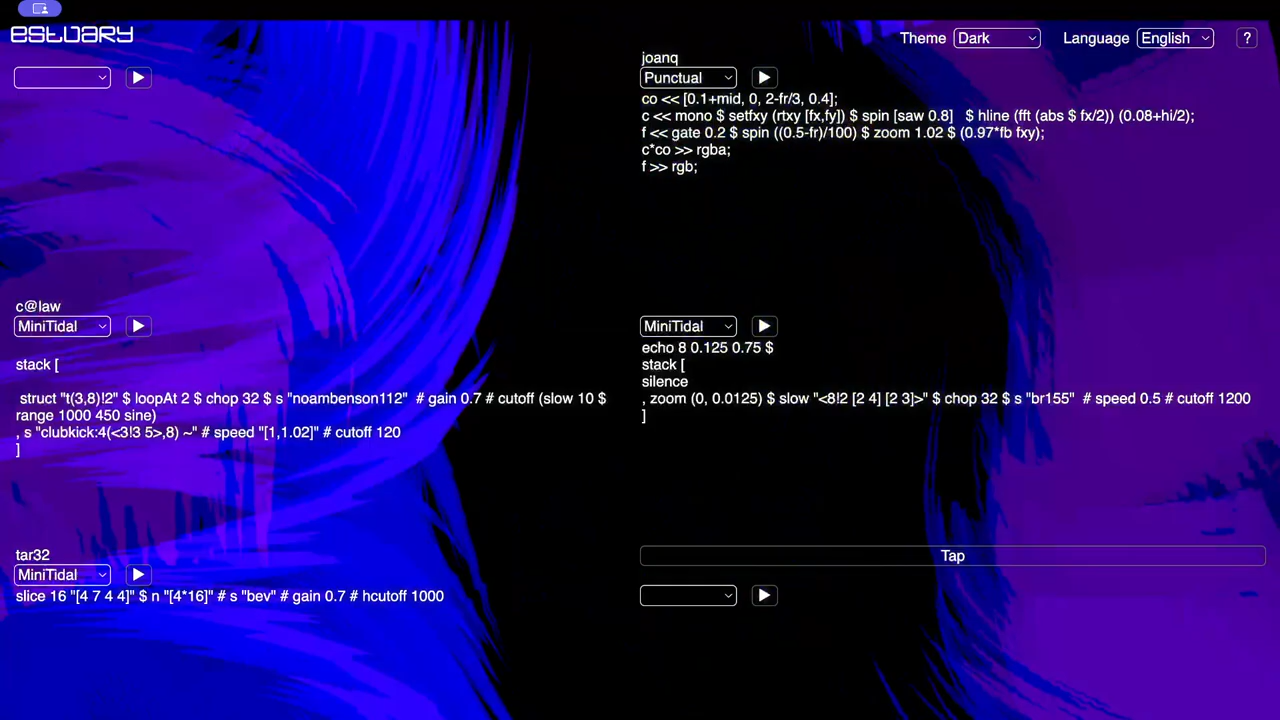 estuary
Theme Dark Language English ?
joanq
Punctual
co << [0.1+mid, 0, 2-fr/3, 0.4];
c << mono $ setfxy (rtxy [fx,fy]) $ spin [saw 0.8]   $ hline (fft (abs $ fx/2)) (0.08+hi/2);
f << gate 0.2 $ spin ((0.5-fr)/100) $ zoom 1.02 $ (0.97*fb fxy);
c*co >> rgba;
f >> rgb;
c@law
MiniTidal
stack [
struct "t(3,8)!2" $ loopAt 2 $ chop 32 $ s "noambenson112"  # gain 0.7 # cutoff (slow 10 $
range 1000 450 sine)
, s "clubkick:4(<3!3 5>,8) ~" # speed "[1,1.02]" # cutoff 120
]
MiniTidal
echo 8 0.125 0.75 $
stack [
silence
, zoom (0, 0.0125) $ slow "<8!2 [2 4] [2 3]>" $ chop 32 $ s "br155"  # speed 0.5 # cutoff 1200
]
tar32
MiniTidal
slice 16 "[4 7 4 4]" $ n "[4*16]" # s "bev" # gain 0.7 # hcutoff 1000
Tap